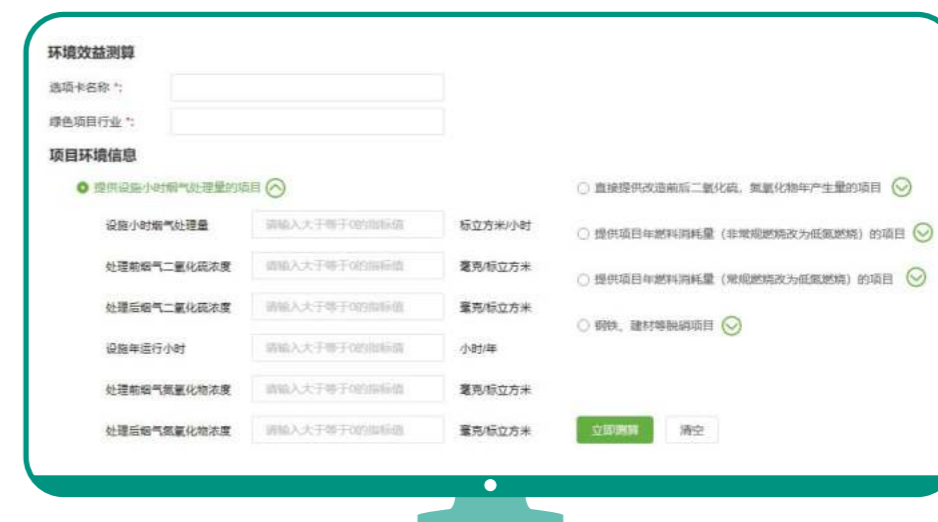 环境效益测算
选项卡名称 *:
绿色项目行业 *:
项目环境信息
提供设施小时烟气处理量的项目
设施小时烟气处理量 请输入大于等于0的指标值 标立方米/小时
处理前烟气二氧化硫浓度 请输入大于等于0的指标值 毫克/标立方米
处理后烟气二氧化硫浓度 请输入大于等于0的指标值 毫克/标立方米
设施年运行小时 请输入大于等于0的指标值 小时/年
处理前烟气氮氧化物浓度 请输入大于等于0的指标值 毫克/标立方米
处理后烟气氮氧化物浓度 请输入大于等于0的指标值 毫克/标立方米
直接提供改造前后二氧化硫、氮氧化物年产生量的项目
提供项目年燃料消耗量（非常规燃烧改为低氮燃烧）的项目
提供项目年燃料消耗量（常规燃烧改为低氮燃烧）的项目
钢铁、建材等脱硝项目
立即测算 清空